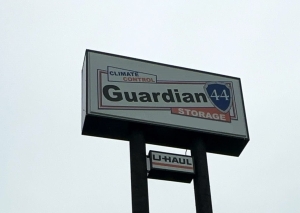 CLIMATE
CONTROL
Guardian 44
STORAGE
U-HAUL